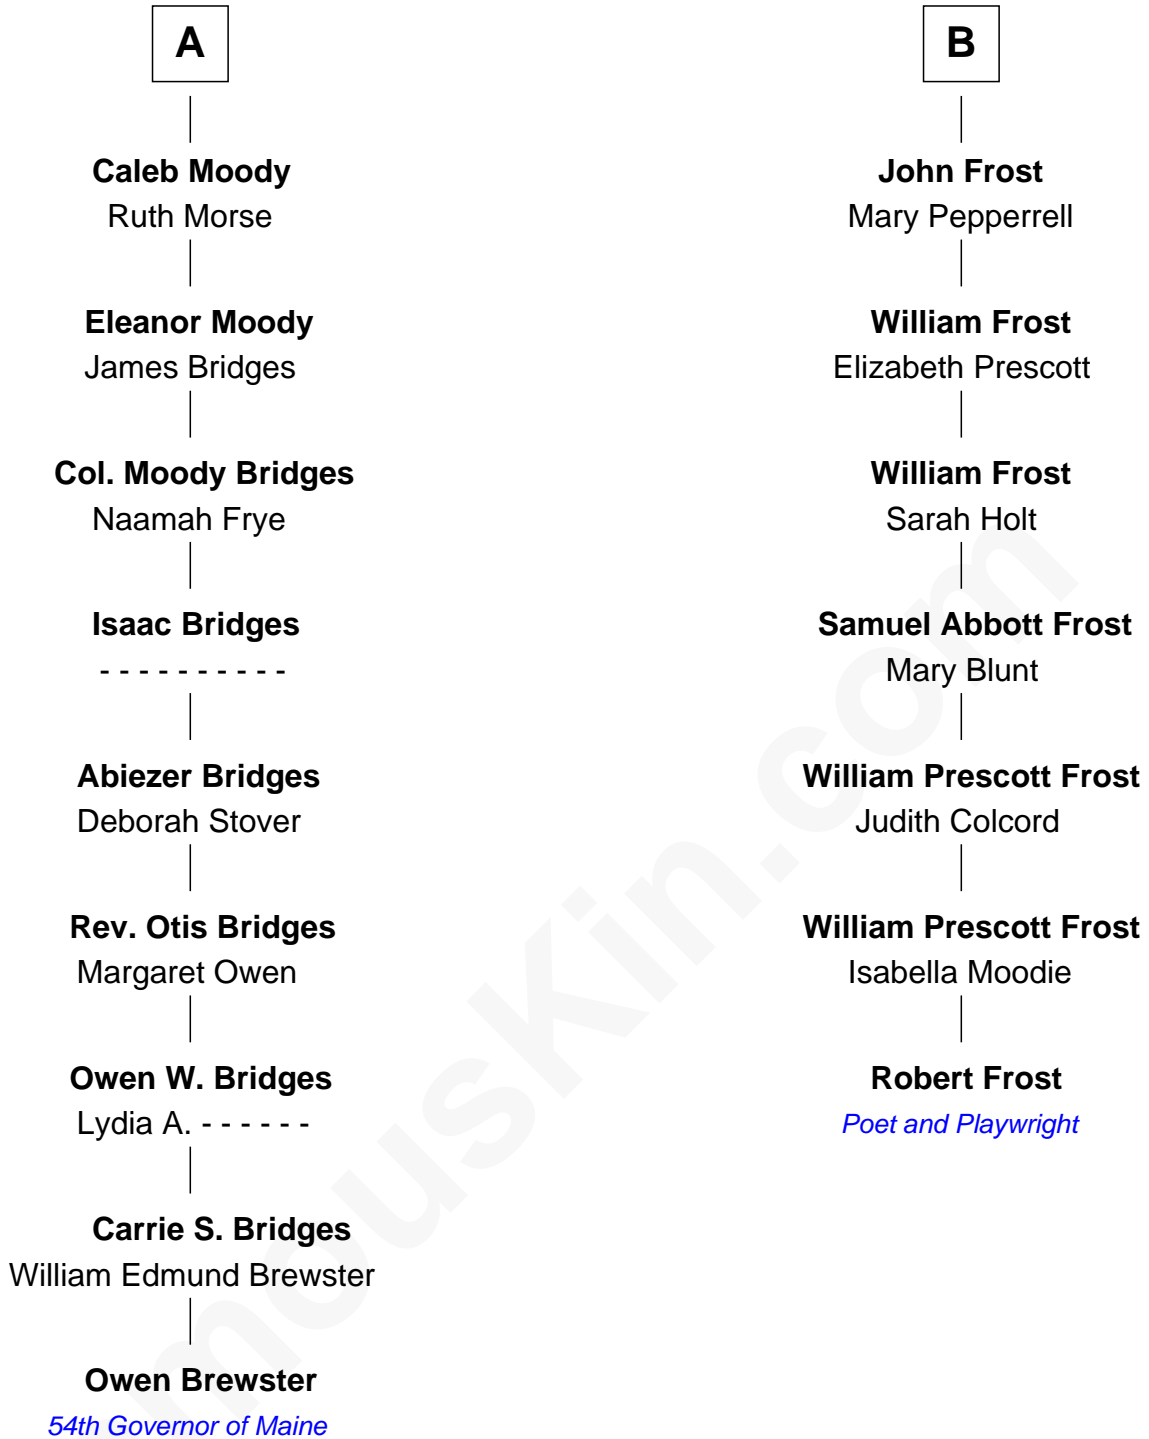 A
Caleb Moody
Ruth Morse
Eleanor Moody
James Bridges
Col. Moody Bridges
Naamah Frye
Isaac Bridges
- - - - - - - - - -
Abiezer Bridges
Deborah Stover
Rev. Otis Bridges
Margaret Owen
Owen W. Bridges
Lydia A. - - - - - -
Carrie S. Bridges
William Edmund Brewster
Owen Brewster
54th Governor of Maine
B
John Frost
Mary Pepperrell
William Frost
Elizabeth Prescott
William Frost
Sarah Holt
Samuel Abbott Frost
Mary Blunt
William Prescott Frost
Judith Colcord
William Prescott Frost
Isabella Moodie
Robert Frost
Poet and Playwright
mousKin.com